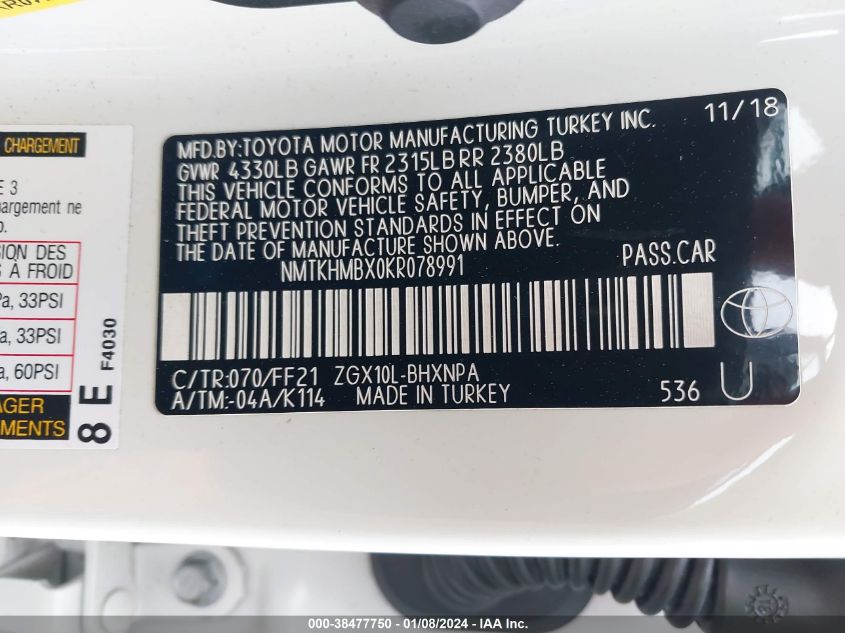 CHARGEMENT
E 3
argement ne
o.
SION DES
À FROID
Pa, 33PSI
a, 33PSI
a, 60PSI
AGER
MENTS
8 E
F4030
11/18
MFD.BY:TOYOTA MOTOR MANUFACTURING TURKEY INC.
GVWR 4330LB GAWR FR 2315LB RR 2380LB
THIS VEHICLE CONFORMS TO ALL APPLICABLE
FEDERAL MOTOR VEHICLE SAFETY, BUMPER, AND
THEFT PREVENTION STANDARDS IN EFFECT ON
THE DATE OF MANUFACTURE SHOWN ABOVE.
NMTKHMBX0KR078991
PASS.CAR
C/TR:070/FF21 ZGX10L-BHXNPA
A/TM:-04A/K114 MADE IN TURKEY
536 U
000-38477750 - 01/08/2024 - IAA Inc.